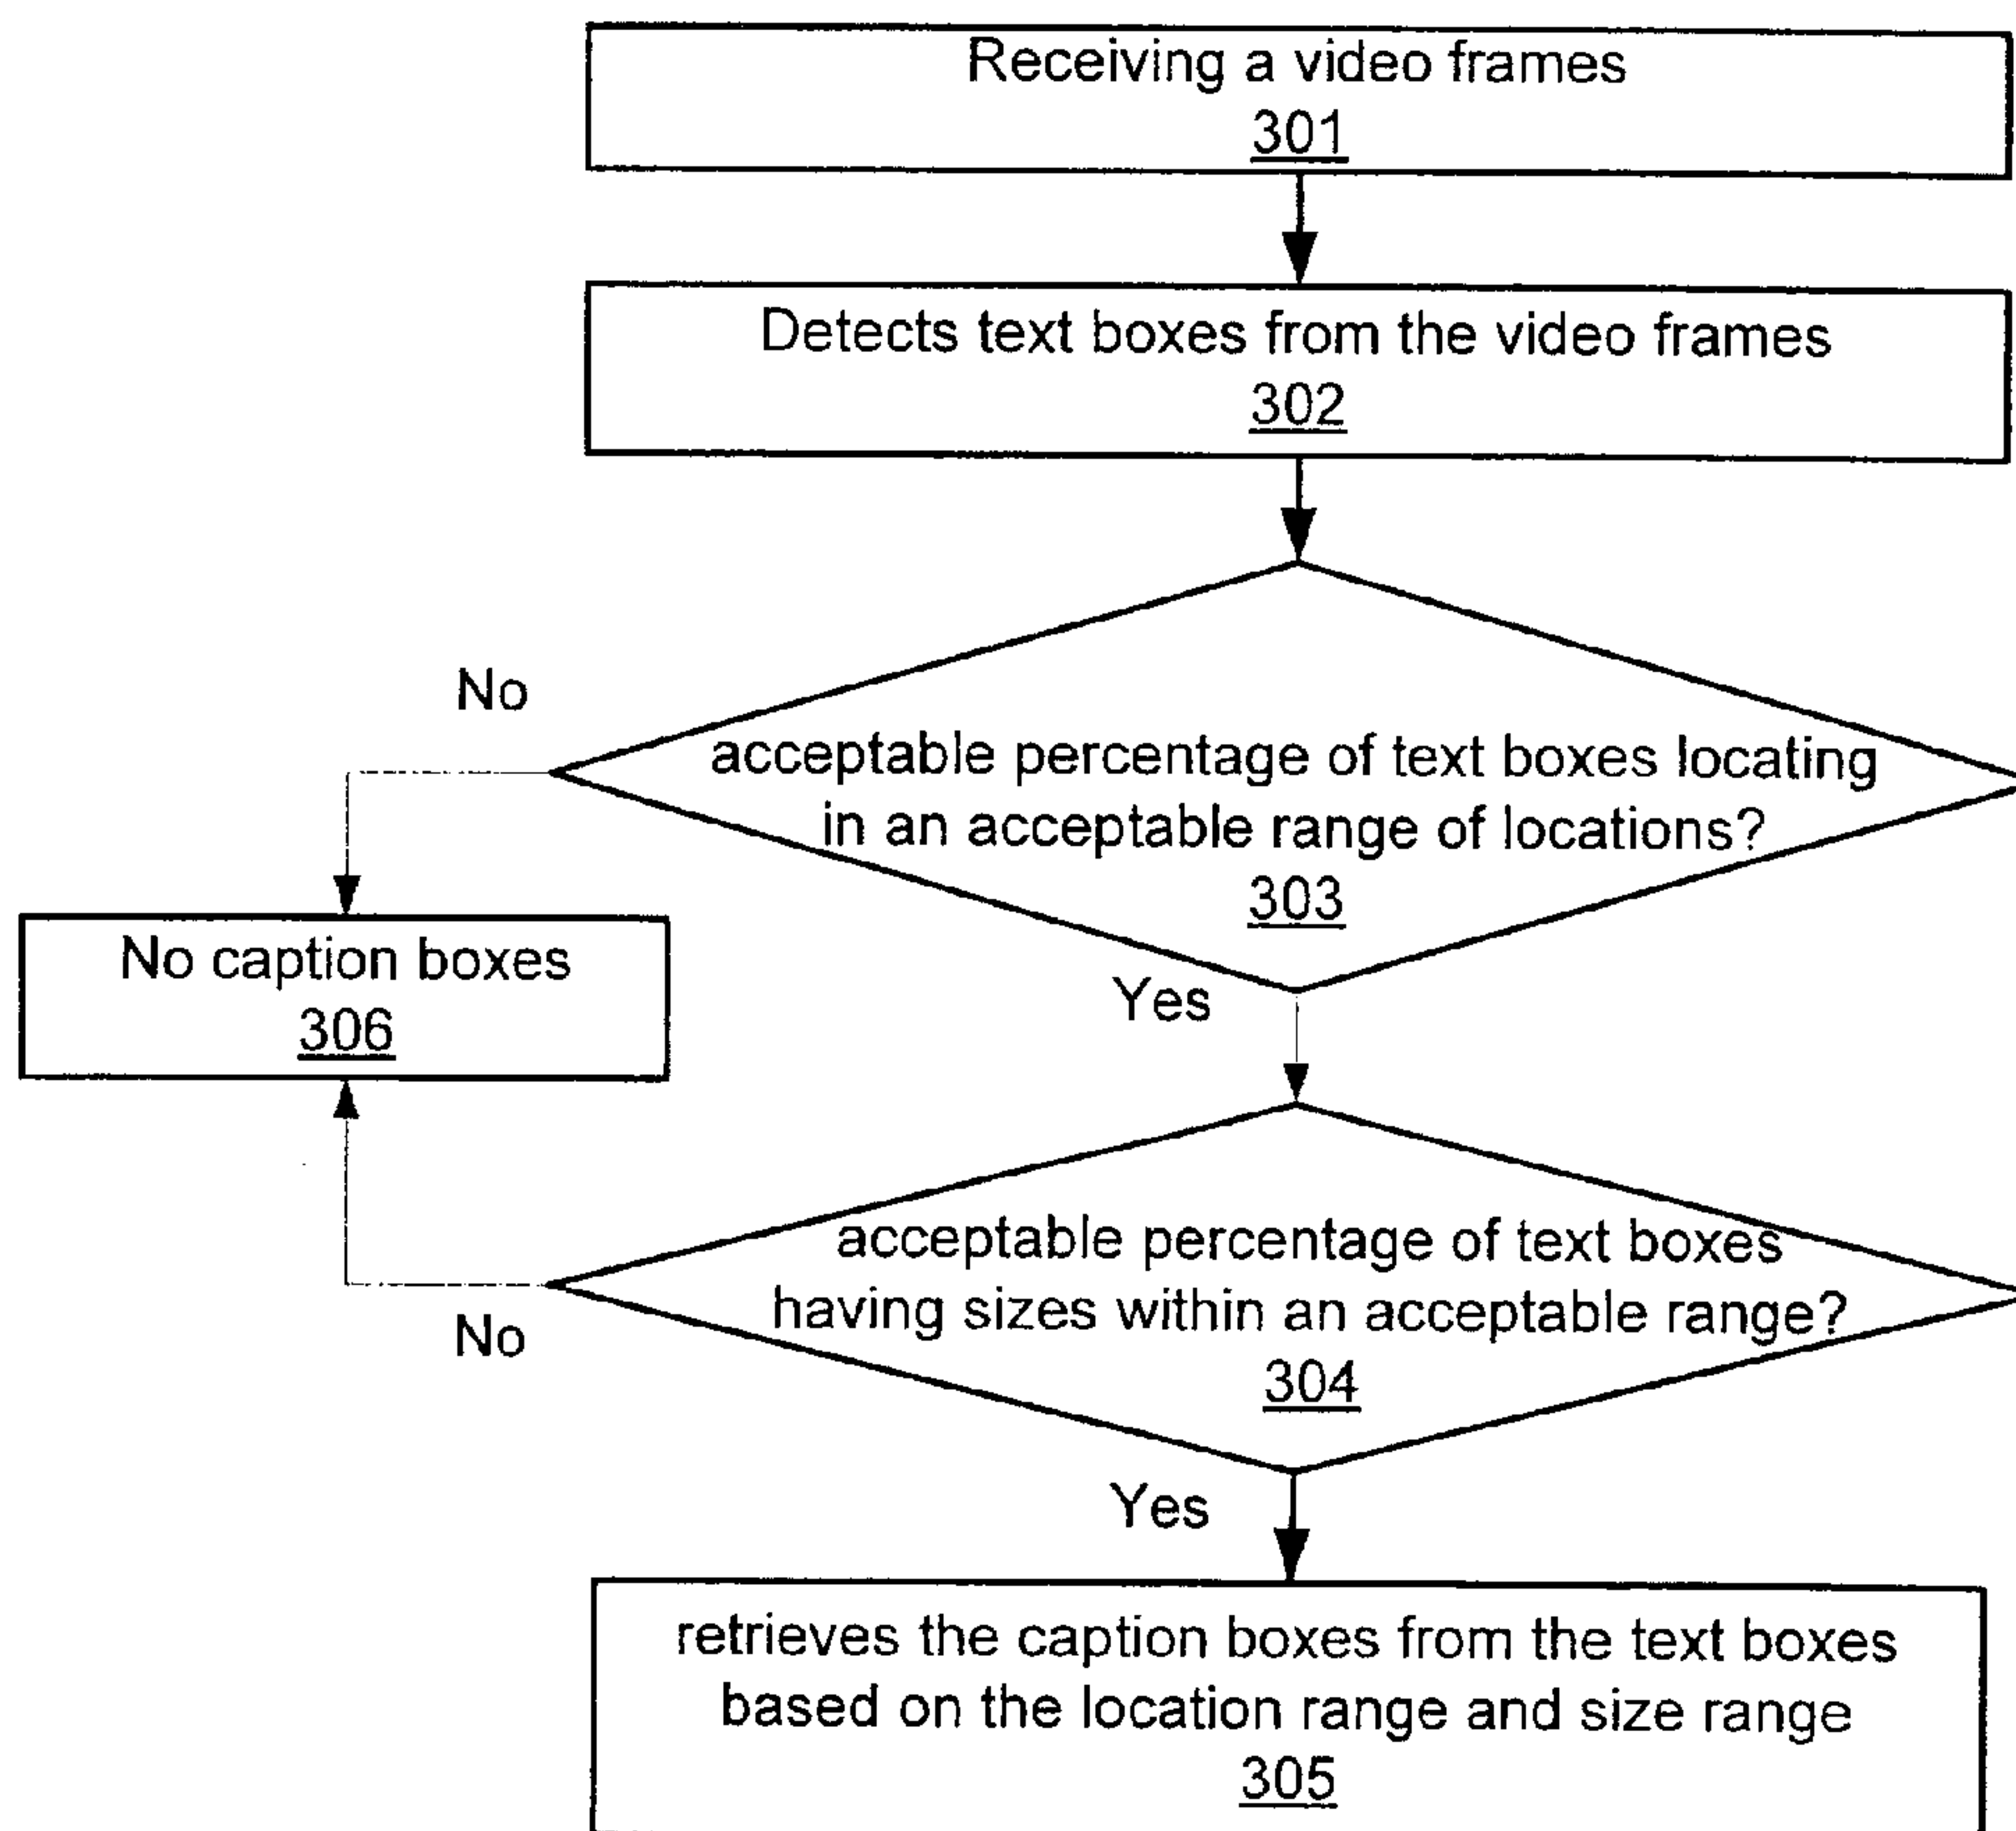 Receiving a video frames
301
Detects text boxes from the video frames
302
No
acceptable percentage of text boxes locating
in an acceptable range of locations?
303
No caption boxes
306
Yes
acceptable percentage of text boxes
having sizes within an acceptable range?
304
No
Yes
retrieves the caption boxes from the text boxes
based on the location range and size range
305